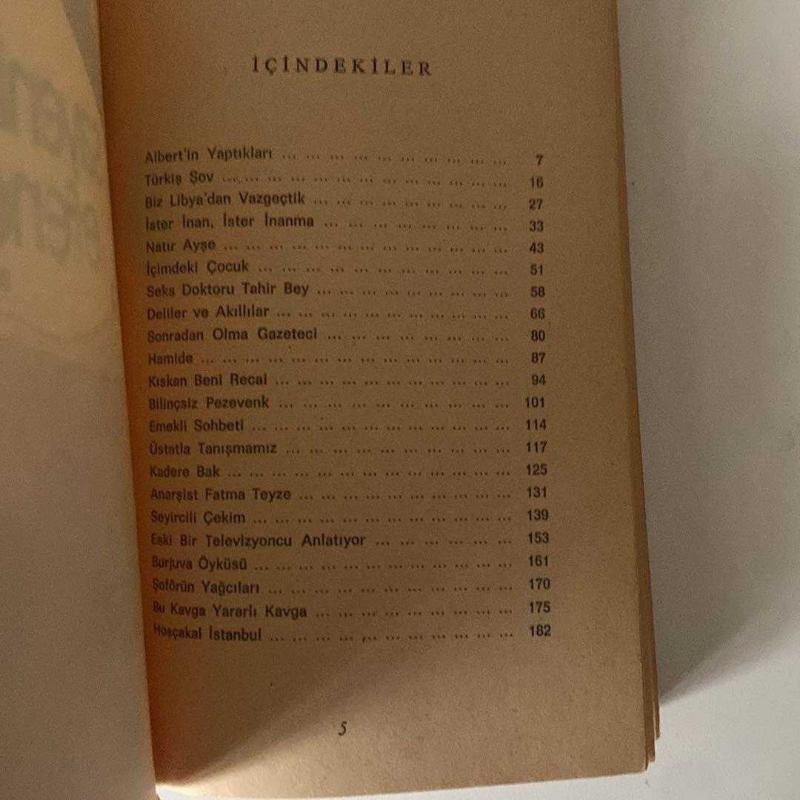 İÇİNDEKİLER
Albert'in Yaptıkları ... ... ... ... ... ... ... ... ... ... 7
Türkiş Şov ... ... ... ... ... ... ... ... ... ... ... ... 16
Biz Libya'dan Vazgeçtik ... ... ... ... ... ... ... ... ... 27
İster İnan, İster İnanma ... ... ... ... ... ... ... ... ... 33
Natır Ayşe ... ... ... ... ... ... ... ... ... ... ... ... 43
İçimdeki Çocuk ... ... ... ... ... ... ... ... ... ... ... 51
Seks Doktoru Tahir Bey ... ... ... ... ... ... ... ... ... 58
Deliler ve Akıllılar ... ... ... ... ... ... ... ... ... ... 66
Sonradan Olma Gazeteci ... ... ... ... ... ... ... ... ... 80
Hamide ... ... ... ... ... ... ... ... ... ... ... ... ... 87
Kıskan Beni Recai ... ... ... ... ... ... ... ... ... ... 94
Bilinçsiz Pezevenk ... ... ... ... ... ... ... ... ... ... 101
Emekli Sohbeti ... ... ... ... ... ... ... ... ... ... ... 114
Üstatla Tanışmamız ... ... ... ... ... ... ... ... ... ... 117
Kadere Bak ... ... ... ... ... ... ... ... ... ... ... ... 125
Anarşist Fatma Teyze ... ... ... ... ... ... ... ... ... 131
Seyircili Çekim ... ... ... ... ... ... ... ... ... ... ... 139
Eski Bir Televizyoncu Anlatıyor ... ... ... ... ... ... 153
Burjuva Öyküsü ... ... ... ... ... ... ... ... ... ... ... 161
Şoförün Yağcıları ... ... ... ... ... ... ... ... ... ... 170
Bu Kavga Yararlı Kavga ... ... ... ... ... ... ... ... ... 175
Hoşçakal İstanbul ... ... ... ... ... ... ... ... ... ... 182
5